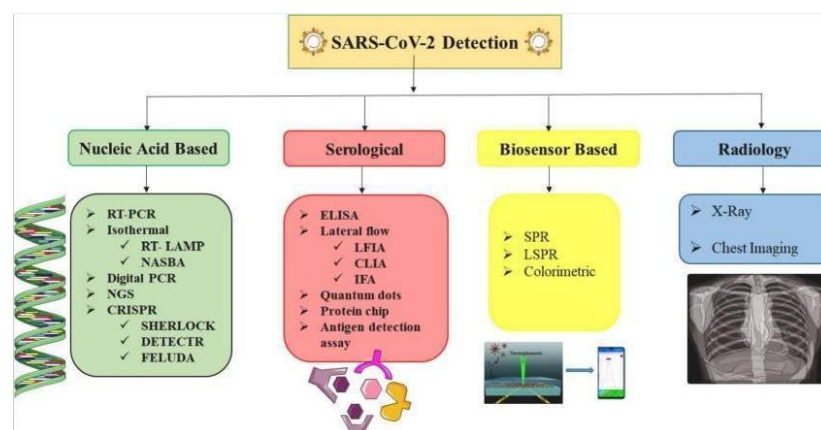 SARS-CoV-2 Detection
Nucleic Acid Based
RT-PCR
Isothermal
RT- LAMP
NASBA
Digital PCR
NGS
CRISPR
SHERLOCK
DETECTR
FELUDA
Serological
ELISA
Lateral flow
LFIA
CLIA
IFA
Quantum dots
Protein chip
Antigen detection
assay
Biosensor Based
SPR
LSPR
Colorimetric
Radiology
X-Ray
Chest Imaging